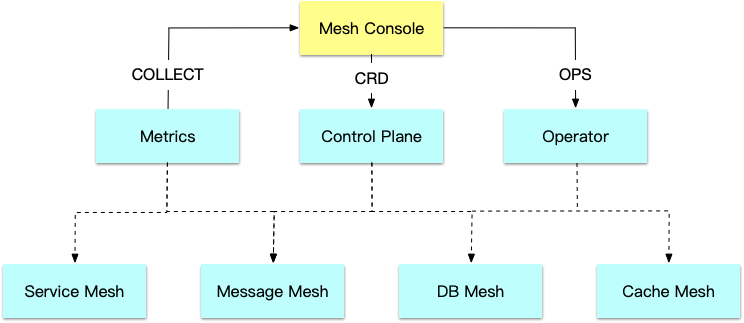 Mesh Console
COLLECT
CRD
OPS
Metrics
Control Plane
Operator
Service Mesh
Message Mesh
DB Mesh
Cache Mesh